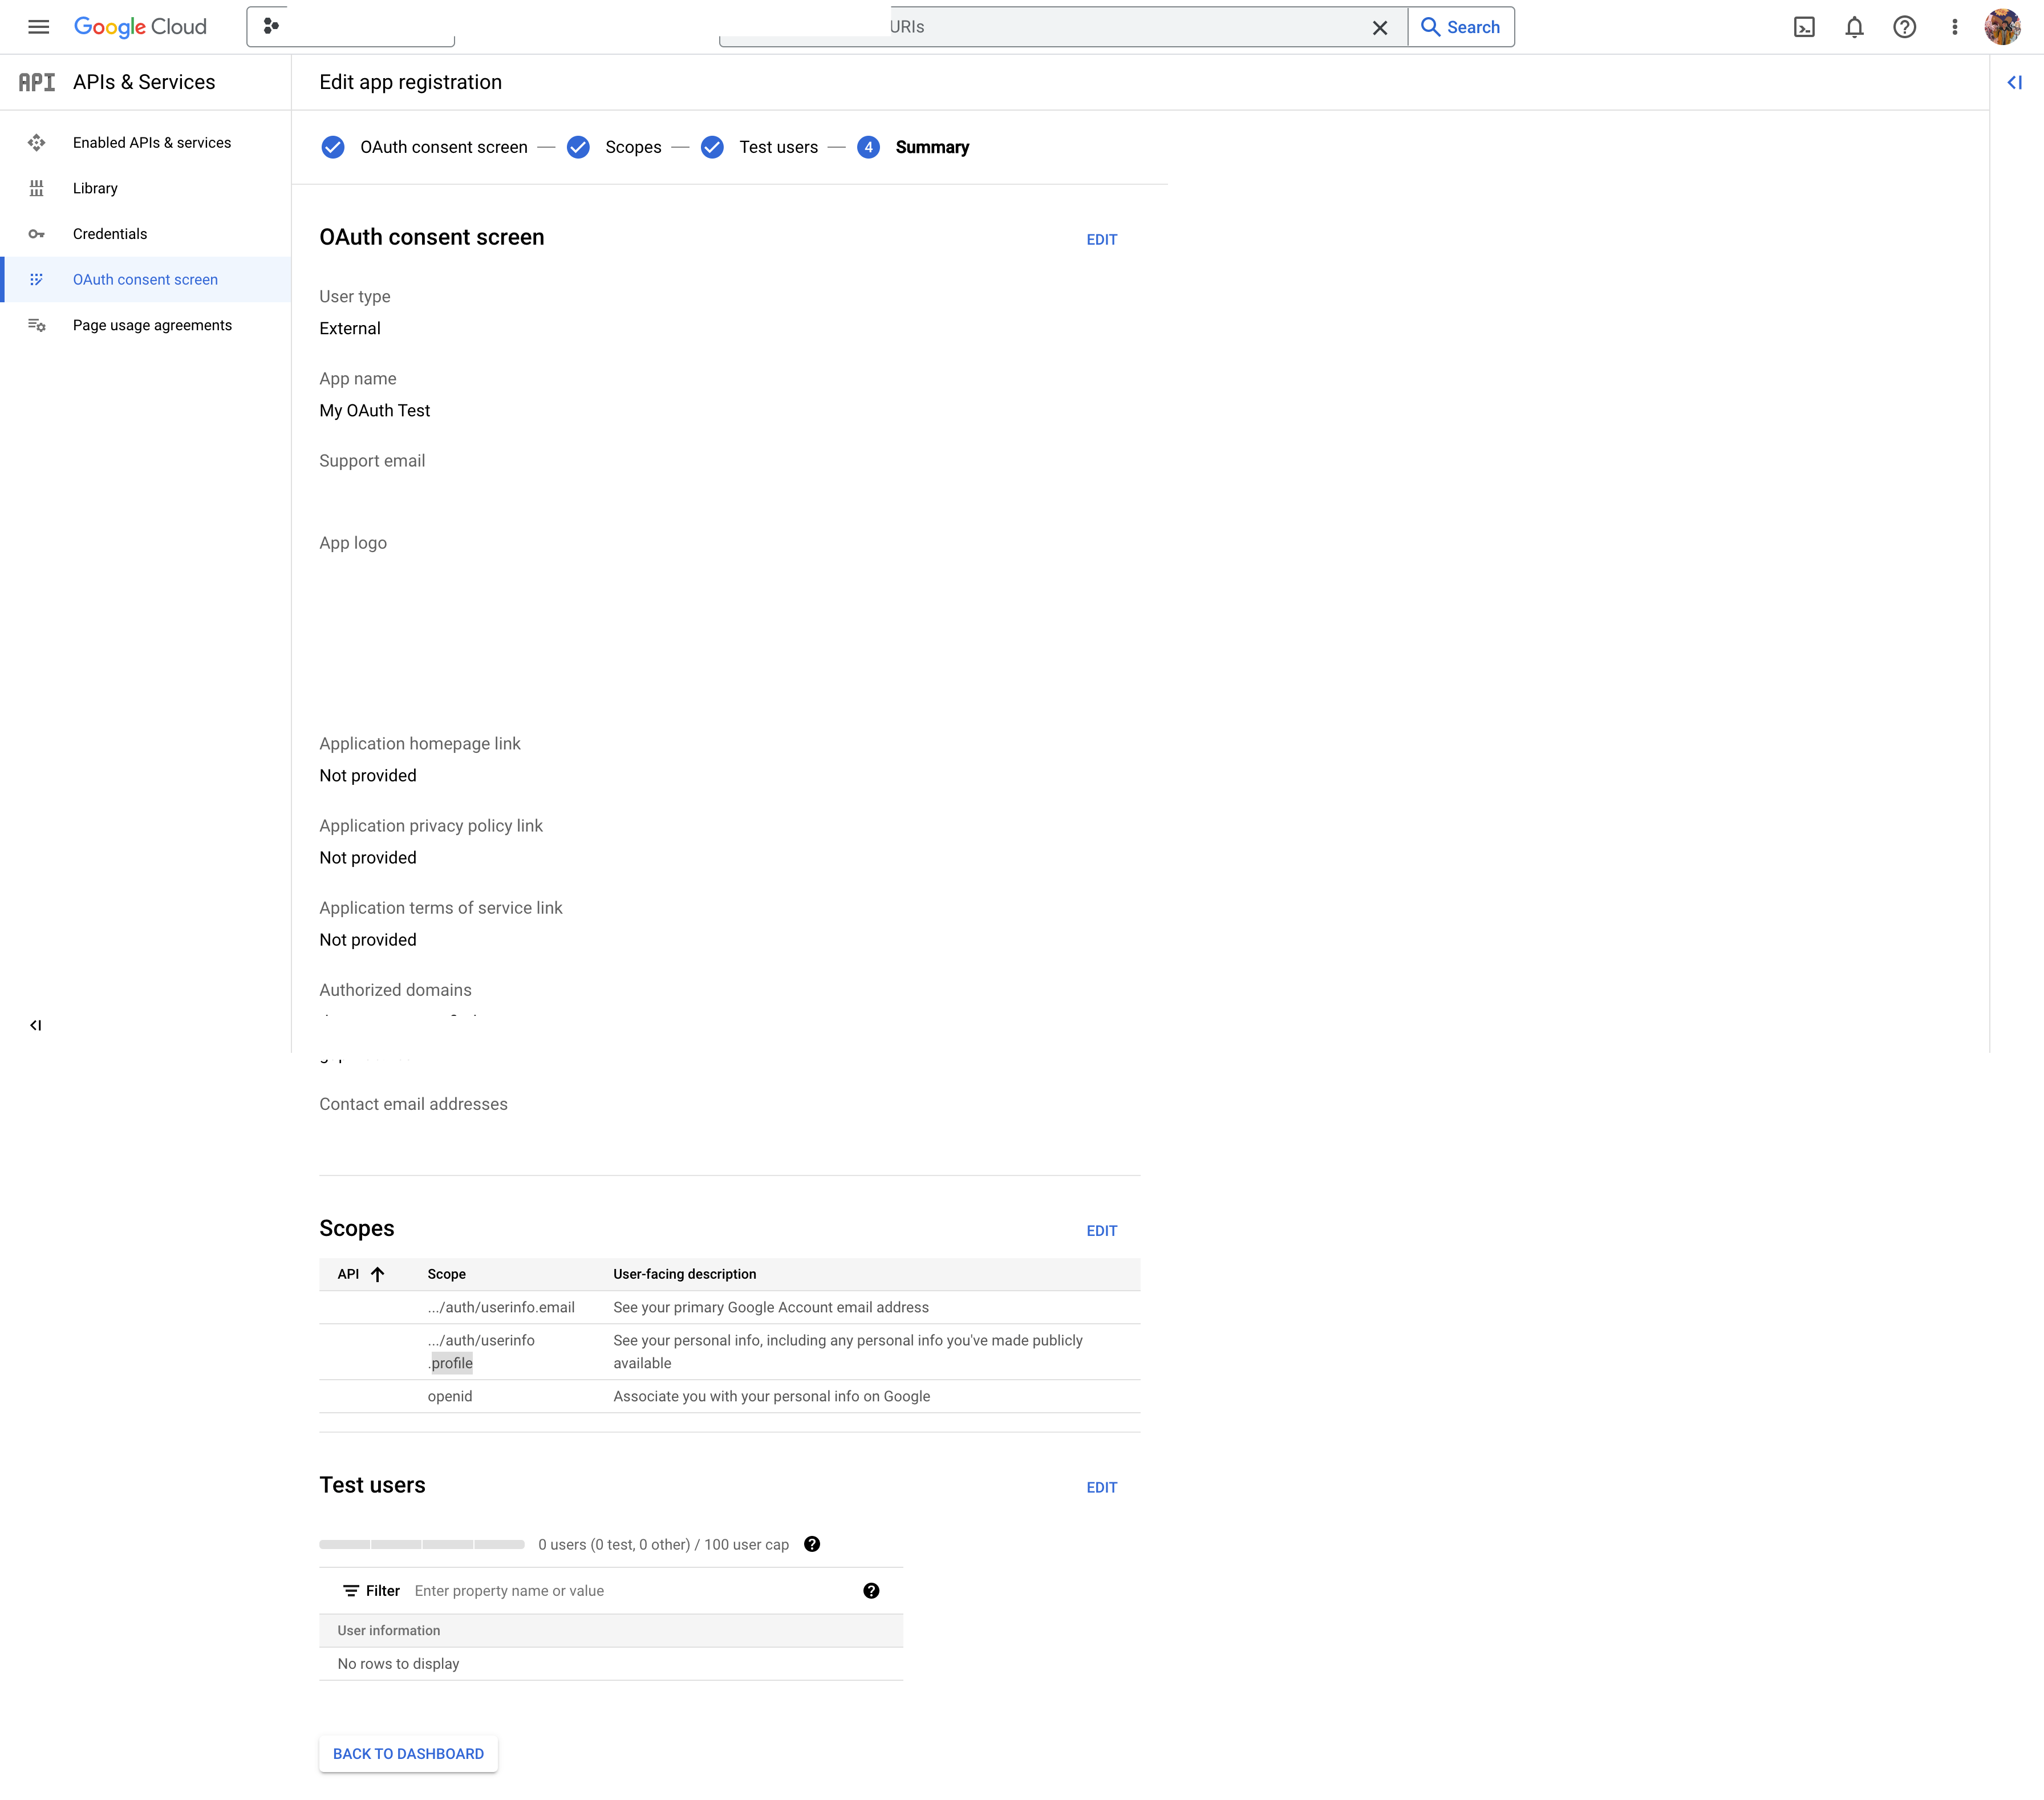 Google Cloud
URIs
Search
API APIs & Services
Edit app registration
Enabled APIs & services
Library
Credentials
OAuth consent screen
Page usage agreements
OAuth consent screen — Scopes — Test users — 4 Summary
OAuth consent screen
EDIT
User type
External
App name
My OAuth Test
Support email
App logo
Application homepage link
Not provided
Application privacy policy link
Not provided
Application terms of service link
Not provided
Authorized domains
Contact email addresses
Scopes
EDIT
API Scope User-facing description
.../auth/userinfo.email See your primary Google Account email address
.../auth/userinfo See your personal info, including any personal info you've made publicly
.profile available
openid Associate you with your personal info on Google
Test users
EDIT
0 users (0 test, 0 other) / 100 user cap
Filter Enter property name or value
User information
No rows to display
BACK TO DASHBOARD